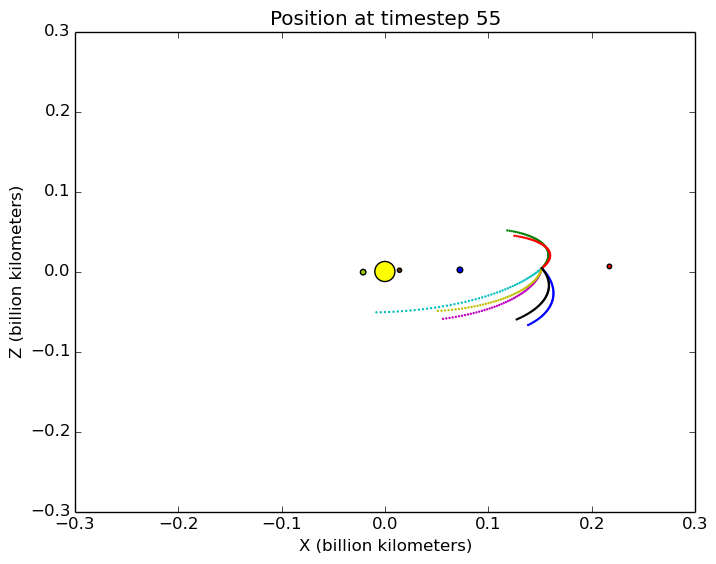 Position at timestep 55
0.3
0.2
0.1
0.0
−0.1
−0.2
−0.3
Z (billion kilometers)
−0.3 −0.2 −0.1 0.0 0.1 0.2 0.3
X (billion kilometers)